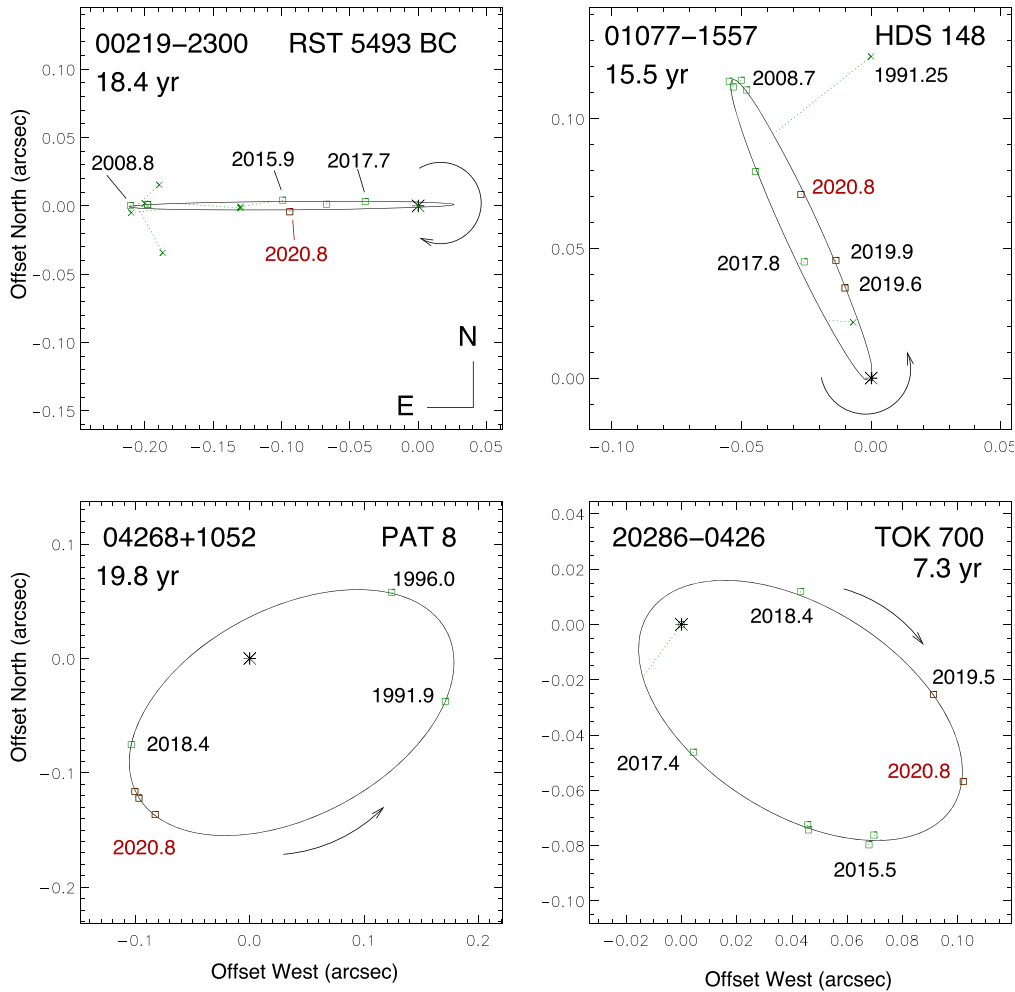 00219−2300 RST 5493 BC
18.4 yr
2008.8
2015.9
2017.7
2020.8
N
E
Offset North (arcsec)
0.10
0.05
0.00
−0.05
−0.10
−0.15
−0.20 −0.15 −0.10 −0.05 0.00 0.05
01077−1557 HDS 148
15.5 yr
2008.7
1991.25
2020.8
2019.9
2017.8
2019.6
0.10
0.05
0.00
−0.10 −0.05 0.00 0.05
04268+1052 PAT 8
19.8 yr
1996.0
1991.9
2018.4
2020.8
Offset North (arcsec)
0.1
0.0
−0.1
−0.2
−0.1 0.0 0.1 0.2
Offset West (arcsec)
20286−0426 TOK 700
7.3 yr
2018.4
2019.5
2017.4
2020.8
2015.5
0.04
0.02
0.00
−0.02
−0.04
−0.06
−0.08
−0.10
−0.02 0.00 0.02 0.04 0.06 0.08 0.10
Offset West (arcsec)